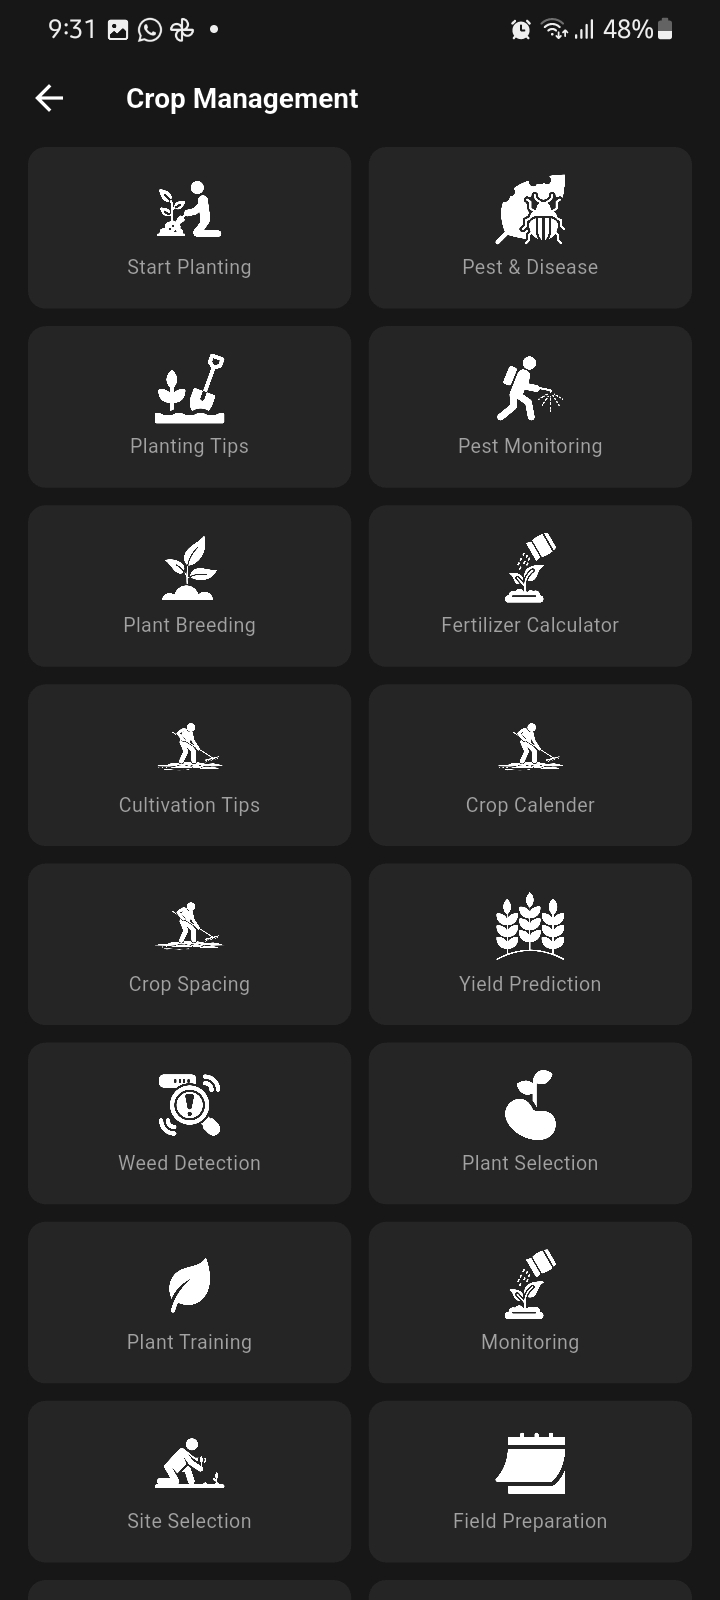 9:31 48%
Crop Management
Start Planting Pest & Disease
Planting Tips Pest Monitoring
Plant Breeding Fertilizer Calculator
Cultivation Tips Crop Calender
Crop Spacing Yield Prediction
Weed Detection Plant Selection
Plant Training Monitoring
Site Selection Field Preparation